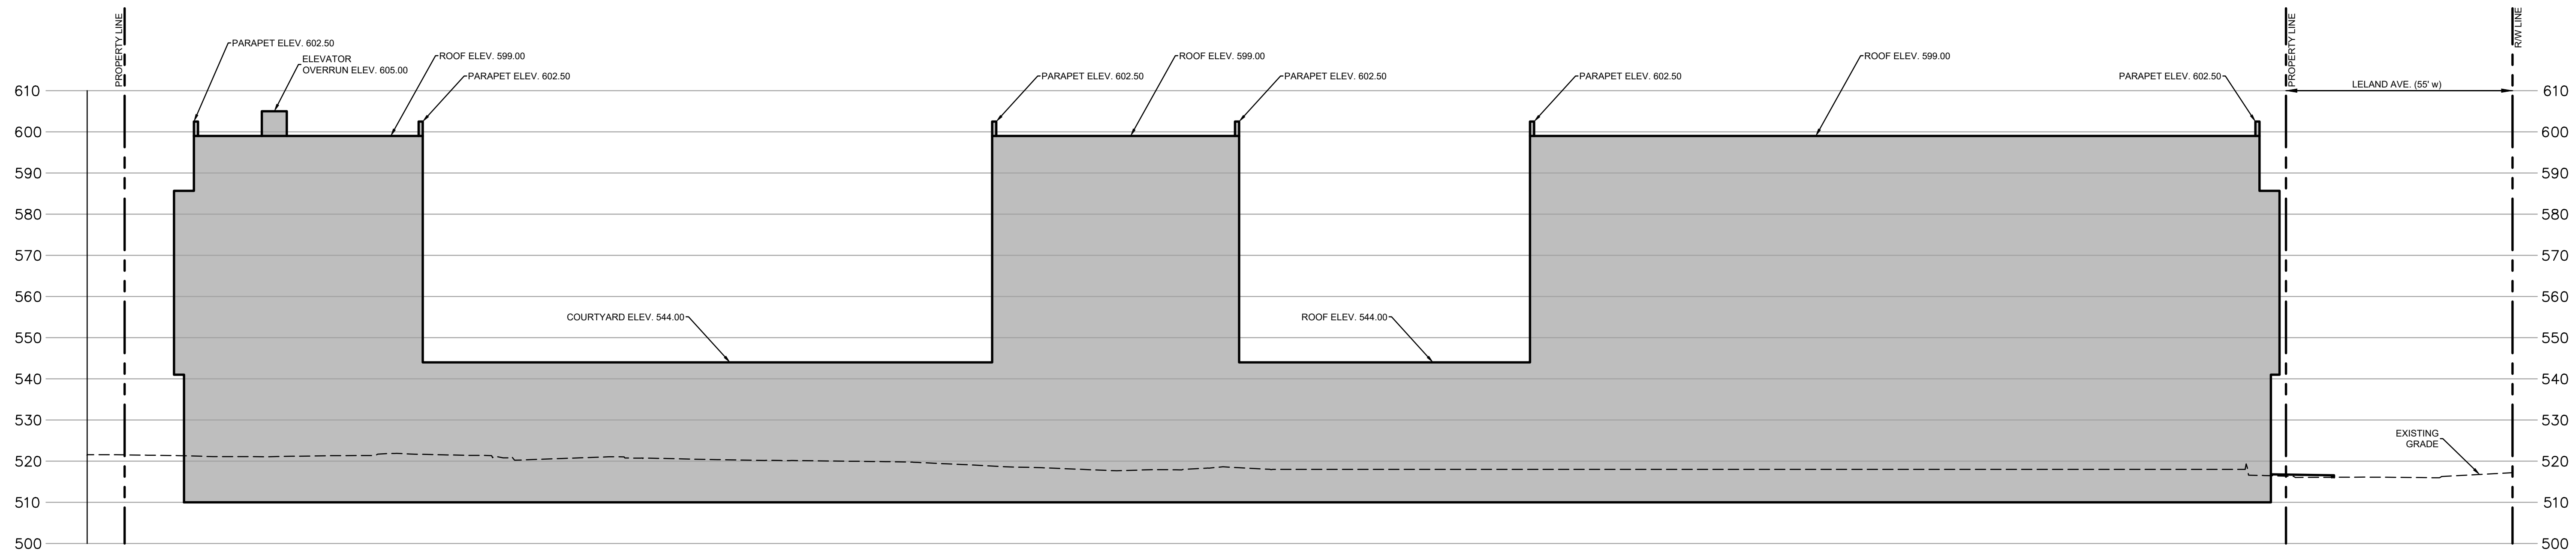 PROPERTY LINE
PARAPET ELEV. 602.50
ELEVATOR
OVERRUN ELEV. 605.00
ROOF ELEV. 599.00
PARAPET ELEV. 602.50
PARAPET ELEV. 602.50
ROOF ELEV. 599.00
PARAPET ELEV. 602.50
PARAPET ELEV. 602.50
ROOF ELEV. 599.00
PARAPET ELEV. 602.50
PROPERTY LINE
LELAND AVE. (55' w)
R/W LINE
610
600
590
580
570
560
550
540
530
520
510
500
COURTYARD ELEV. 544.00
ROOF ELEV. 544.00
EXISTING
GRADE
610
600
590
580
570
560
550
540
530
520
510
500